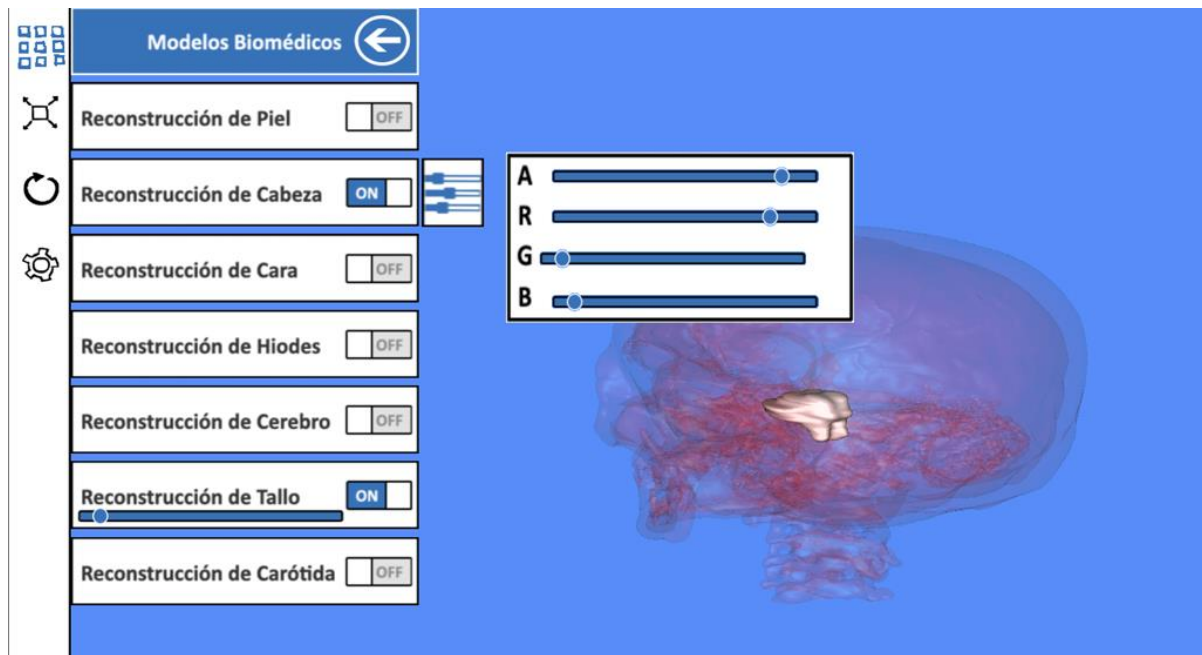 Modelos Biomédicos
Reconstrucción de Piel OFF
Reconstrucción de Cabeza ON
A
R
G
B
Reconstrucción de Cara OFF
Reconstrucción de Hiodes OFF
Reconstrucción de Cerebro OFF
Reconstrucción de Tallo ON
Reconstrucción de Carótida OFF